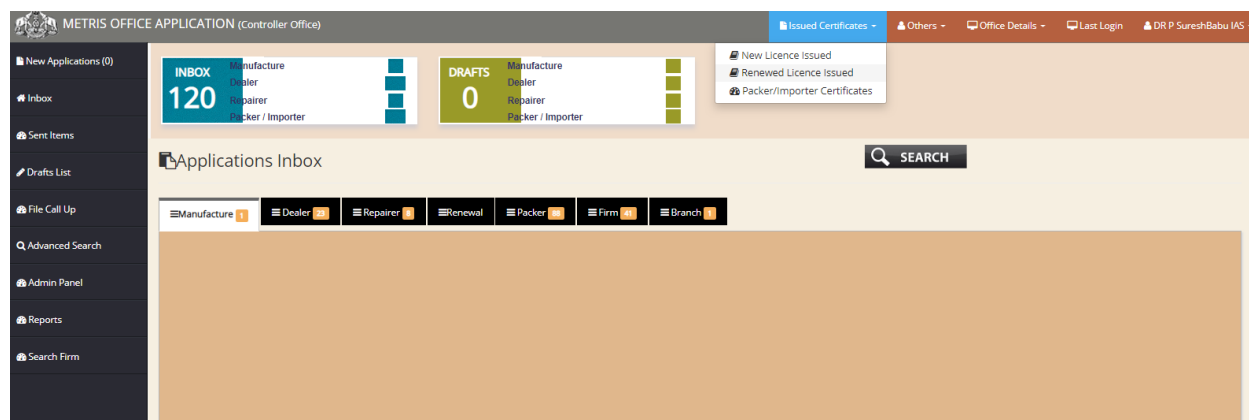 METRIS OFFICE APPLICATION (Controller Office)
Issued Certificates
Others
Office Details
Last Login
DR P SureshBabu IAS
New Licence Issued
Renewed Licence Issued
Packer/Importer Certificates
New Applications (0)
Inbox
Sent Items
Drafts List
File Call Up
Advanced Search
Admin Panel
Reports
Search Firm
INBOX
120
Manufacture
Dealer
Repairer
Packer / Importer
DRAFTS
0
Manufacture
Dealer
Repairer
Packer / Importer
Applications Inbox
SEARCH
Manufacture 1
Dealer 23
Repairer
Renewal
Packer 88
Firm 41
Branch 1